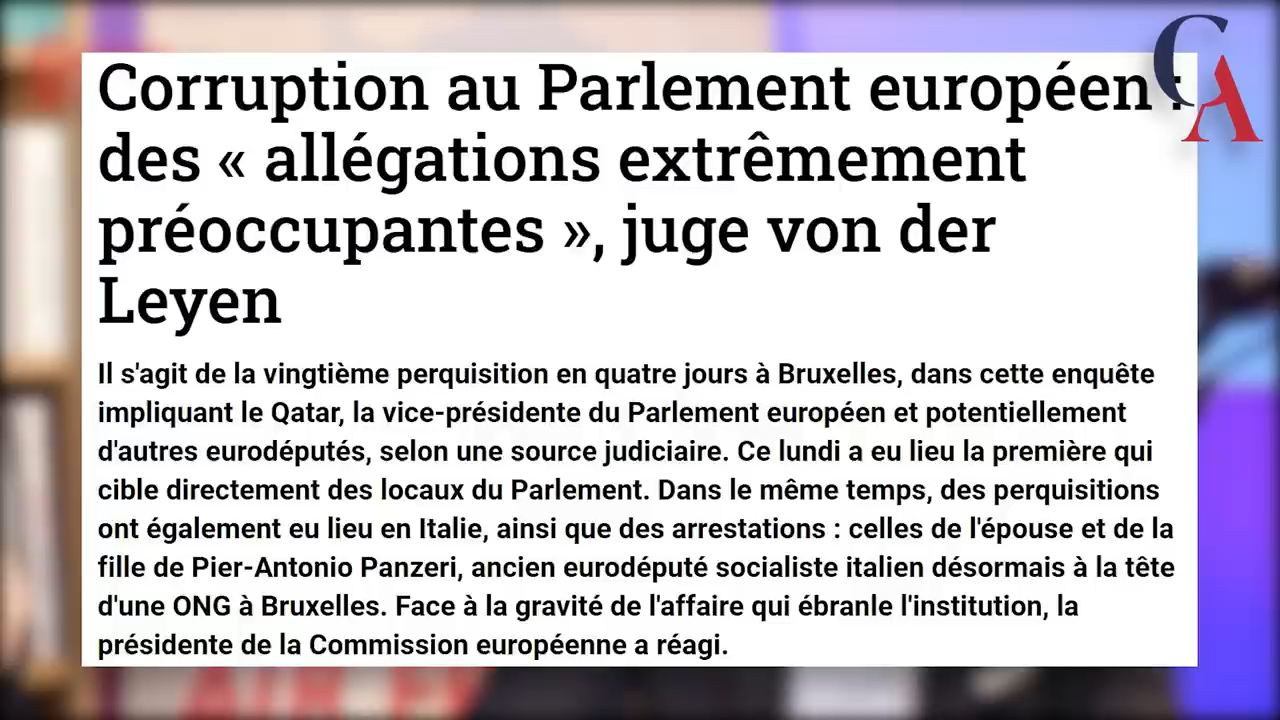 CA
Corruption au Parlement européen :
des « allégations extrêmement
préoccupantes », juge von der
Leyen
Il s'agit de la vingtième perquisition en quatre jours à Bruxelles, dans cette enquête
impliquant le Qatar, la vice-présidente du Parlement européen et potentiellement
d'autres eurodéputés, selon une source judiciaire. Ce lundi a eu lieu la première qui
cible directement des locaux du Parlement. Dans le même temps, des perquisitions
ont également eu lieu en Italie, ainsi que des arrestations : celles de l'épouse et de la
fille de Pier-Antonio Panzeri, ancien eurodéputé socialiste italien désormais à la tête
d'une ONG à Bruxelles. Face à la gravité de l'affaire qui ébranle l'institution, la
présidente de la Commission européenne a réagi.